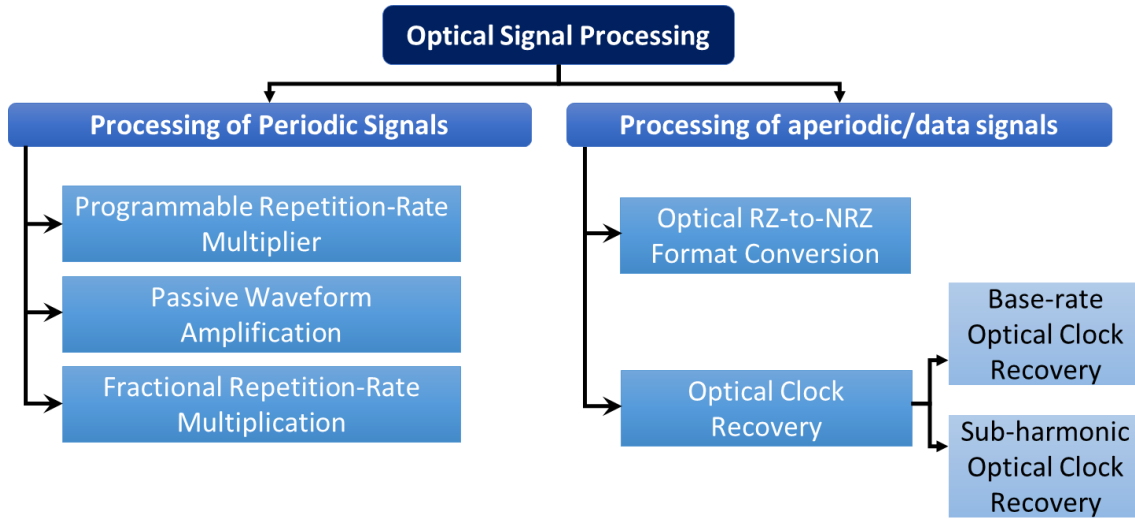 Optical Signal Processing
Processing of Periodic Signals
Processing of aperiodic/data signals
Programmable Repetition-Rate
Multiplier
Passive Waveform
Amplification
Fractional Repetition-Rate
Multiplication
Optical RZ-to-NRZ
Format Conversion
Optical Clock
Recovery
Base-rate
Optical Clock
Recovery
Sub-harmonic
Optical Clock
Recovery